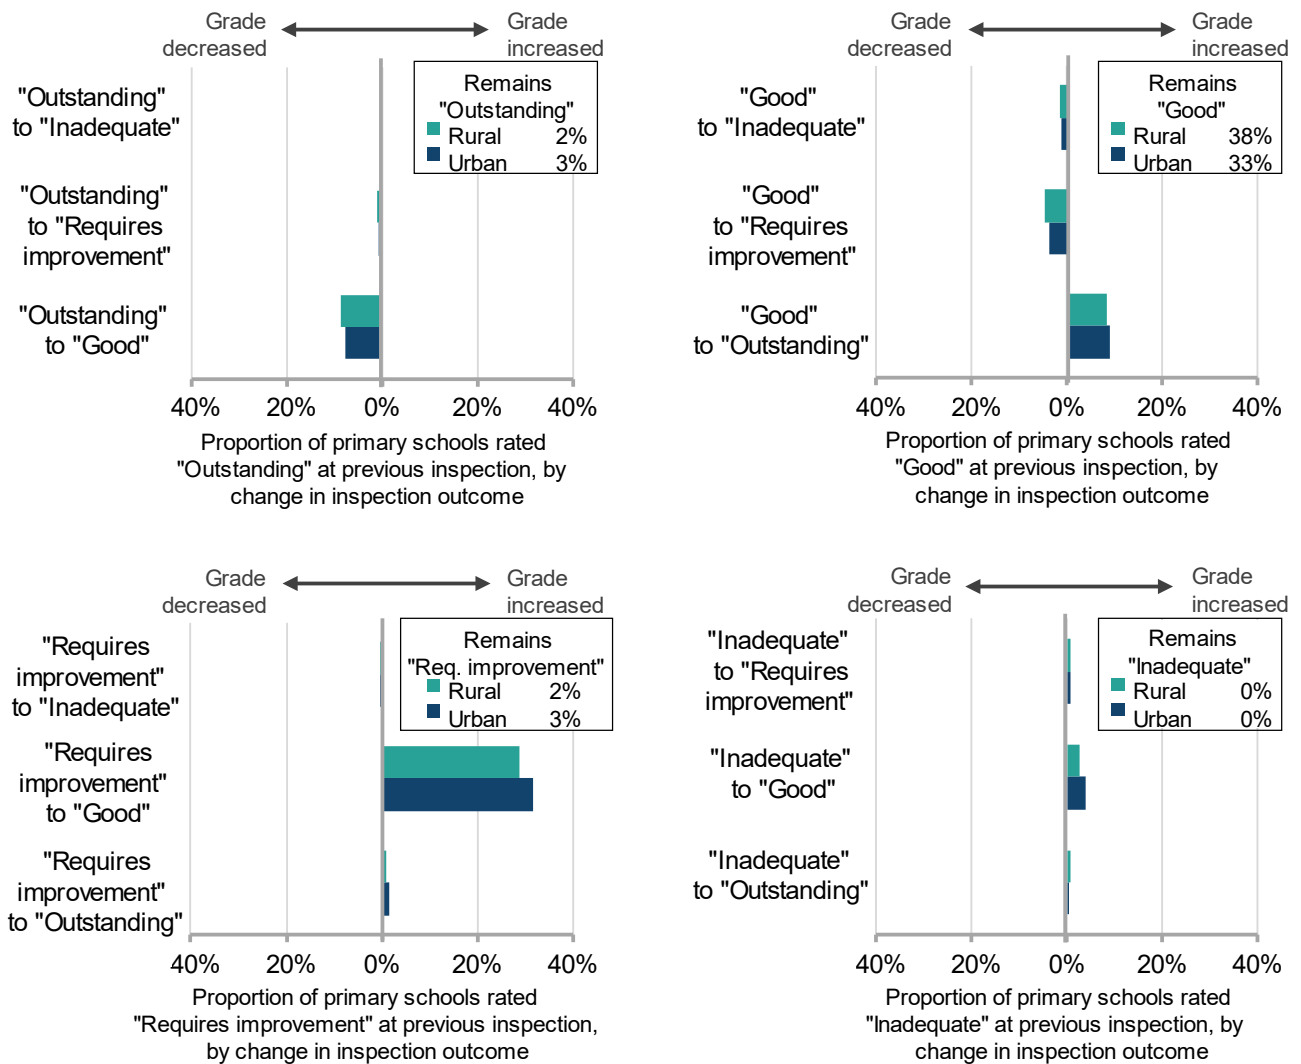 Grade
decreased
Grade
increased
Remains
"Outstanding"
Rural 2%
Urban 3%
"Outstanding"
to "Inadequate"
"Outstanding"
to "Requires
improvement"
"Outstanding"
to "Good"
40% 20% 0% 20% 40%
Proportion of primary schools rated
"Outstanding" at previous inspection, by
change in inspection outcome
Grade
decreased
Grade
increased
Remains
"Good"
Rural 38%
Urban 33%
"Good"
to "Inadequate"
"Good"
to "Requires
improvement"
"Good"
to "Outstanding"
40% 20% 0% 20% 40%
Proportion of primary schools rated
"Good" at previous inspection, by
change in inspection outcome
Grade
decreased
Grade
increased
Remains
"Req. improvement"
Rural 2%
Urban 3%
"Requires
improvement"
to "Inadequate"
"Requires
improvement"
to "Good"
"Requires
improvement"
to "Outstanding"
40% 20% 0% 20% 40%
Proportion of primary schools rated
"Requires improvement" at previous inspection,
by change in inspection outcome
Grade
decreased
Grade
increased
Remains
"Inadequate"
Rural 0%
Urban 0%
"Inadequate"
to "Requires
improvement"
"Inadequate"
to "Good"
"Inadequate"
to "Outstanding"
40% 20% 0% 20% 40%
Proportion of primary schools rated
"Inadequate" at previous inspection, by
change in inspection outcome